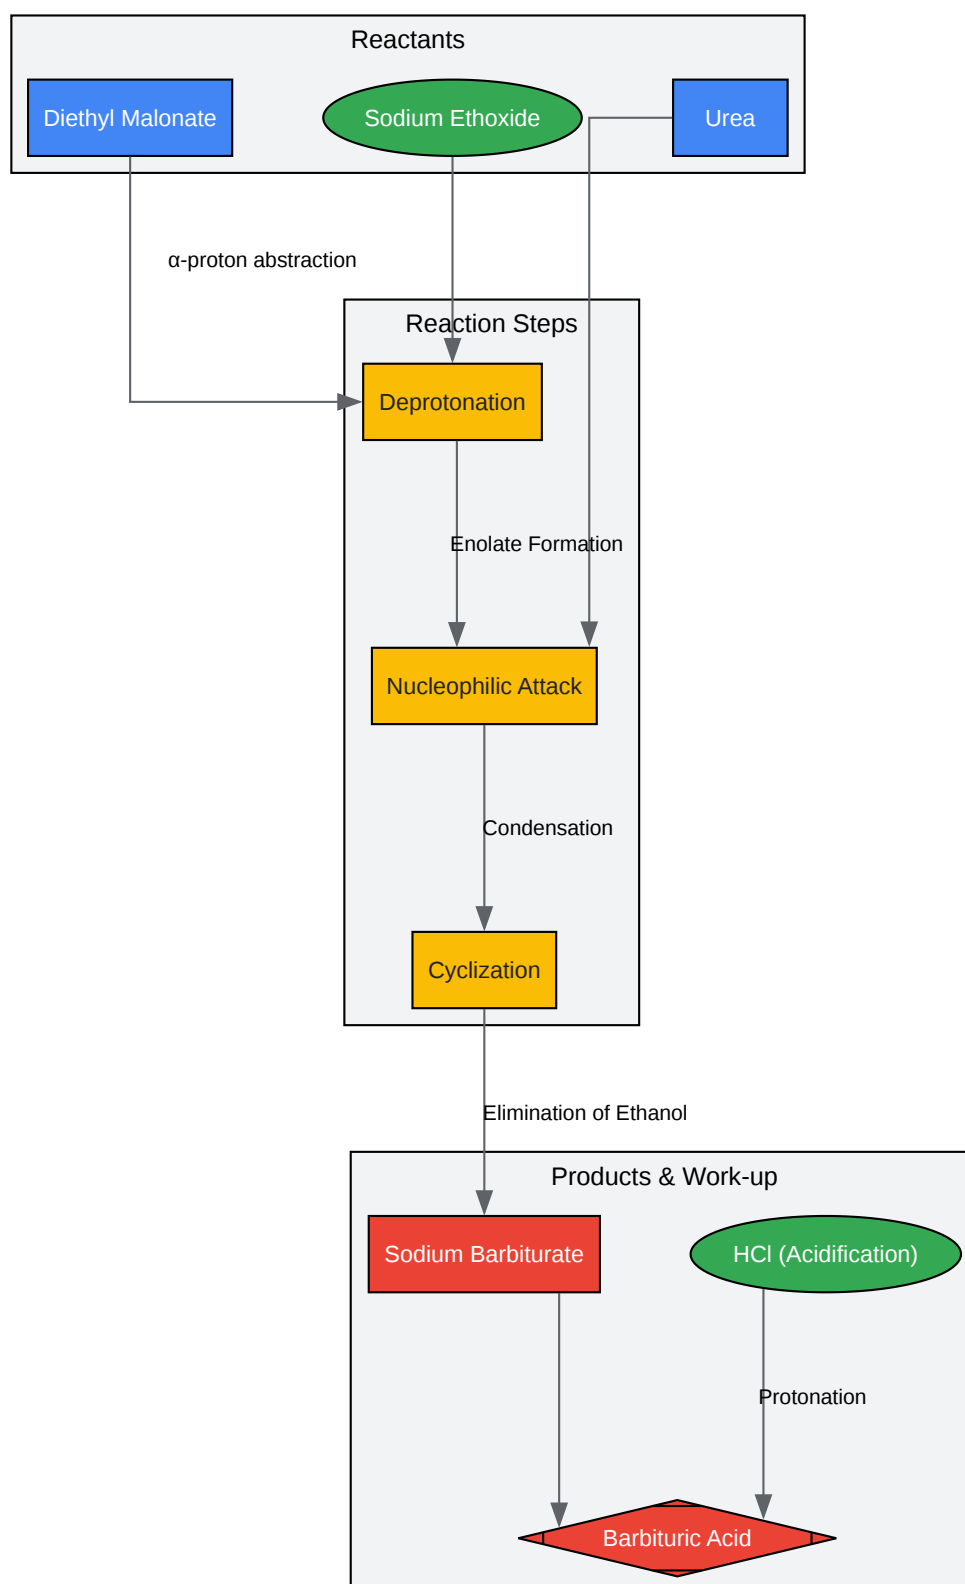 Reactants
Diethyl Malonate
Sodium Ethoxide
Urea
α-proton abstraction
Reaction Steps
Deprotonation
Enolate Formation
Nucleophilic Attack
Condensation
Cyclization
Elimination of Ethanol
Products & Work-up
Sodium Barbiturate
HCl (Acidification)
Protonation
Barbituric Acid